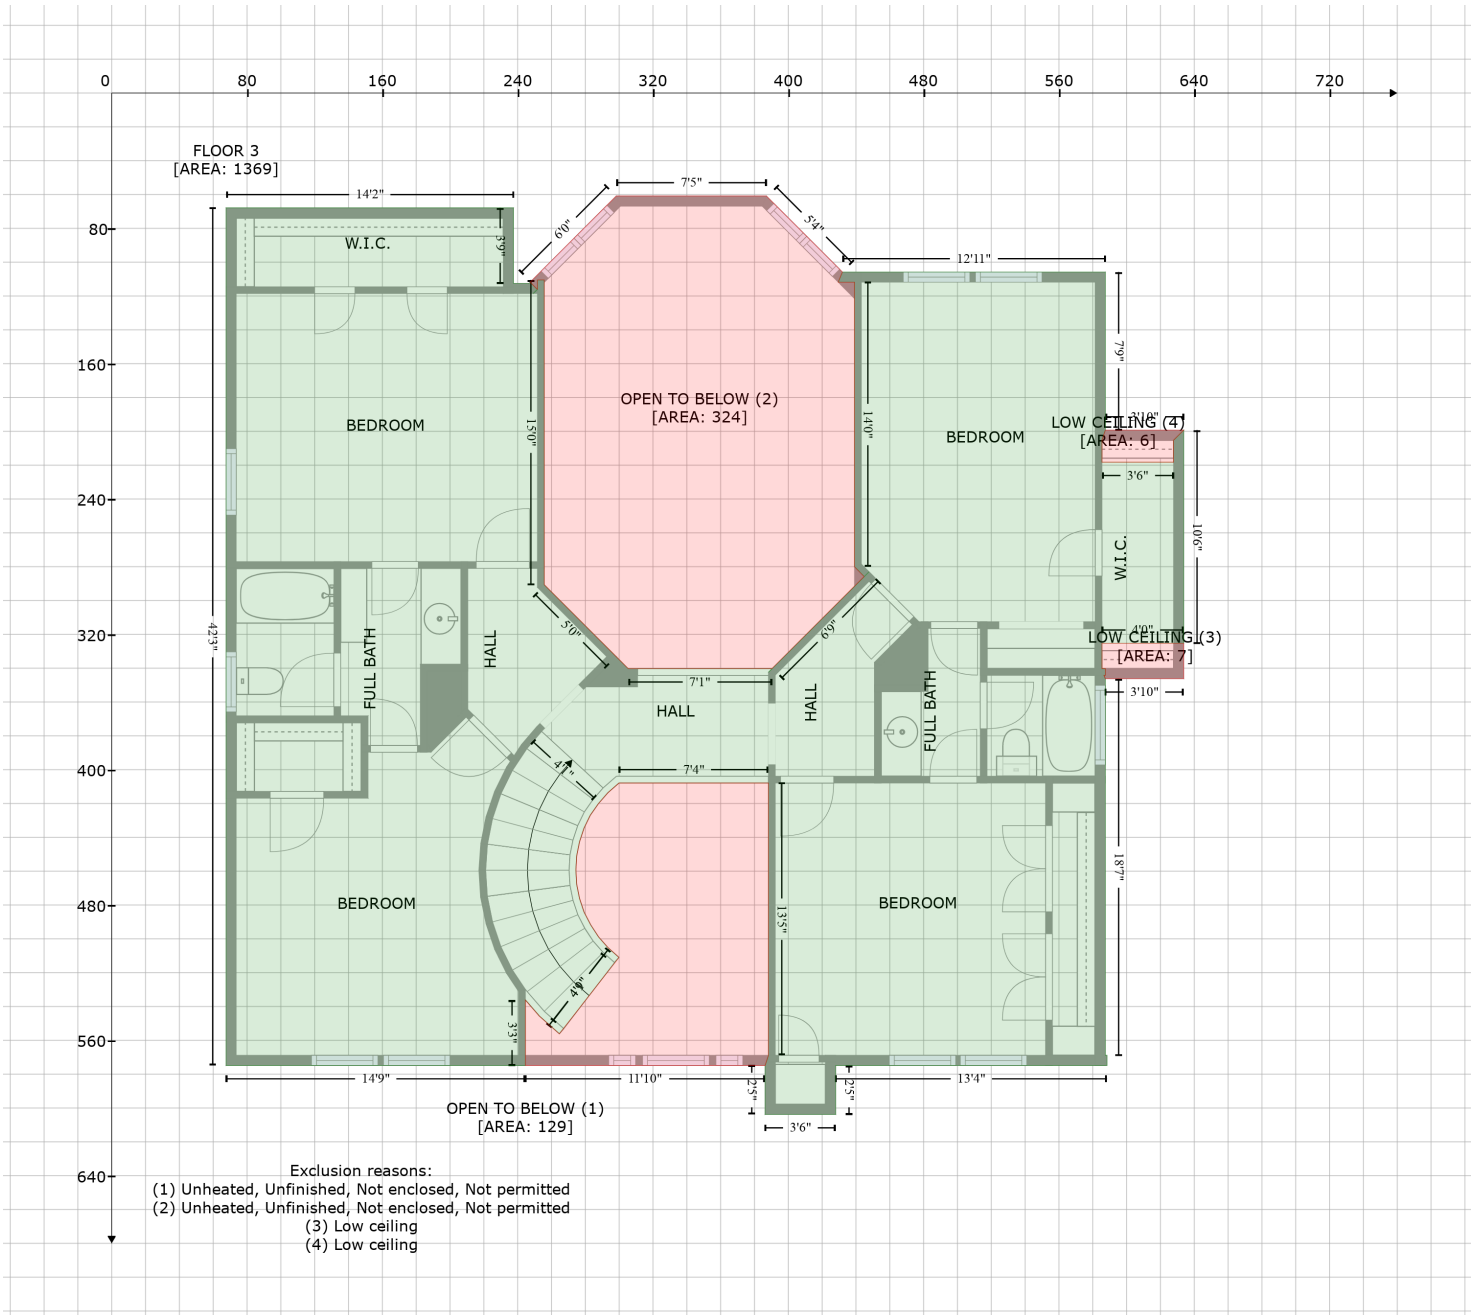 0 80 160 240 320 400 480 560 640 720
FLOOR 3
[AREA: 1369]
14'2"
7'5"
6'0"
5'4"
80
W.I.C.
3'9"
12'11"
160
7'9"
OPEN TO BELOW (2)
[AREA: 324]
BEDROOM
15'0"
14'0"
BEDROOM
3'10"
LOW CEILING (4)
[AREA: 6]
3'6"
240
10'6"
W.I.C.
320
42'3"
FULL BATH
HALL
5'0"
6'9"
4'0"
LOW CEILING (3)
[AREA: 7]
7'1"
3'10"
HALL
HALL
FULL BATH
400
4'1"
7'4"
480
BEDROOM
13'5"
BEDROOM
18'7"
4'0"
3'3"
560
14'9"
11'10"
2'5"
2'5"
13'4"
OPEN TO BELOW (1)
[AREA: 129]
3'6"
640
Exclusion reasons:
(1) Unheated, Unfinished, Not enclosed, Not permitted
(2) Unheated, Unfinished, Not enclosed, Not permitted
(3) Low ceiling
(4) Low ceiling